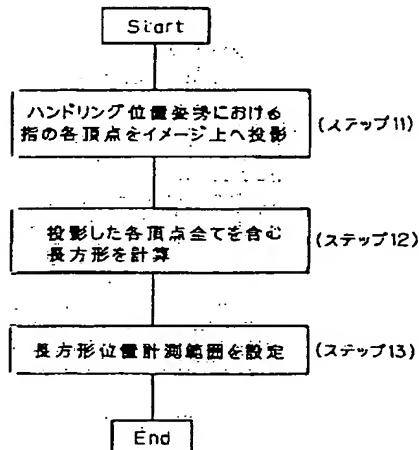 Start
ハンドリング位置姿勢における
指の各頂点をイメージ上へ投影
(ステップ11)
投影した各頂点全てを含む
長方形を計算
(ステップ12)
長方形位置計測範囲を設定
(ステップ13)
End